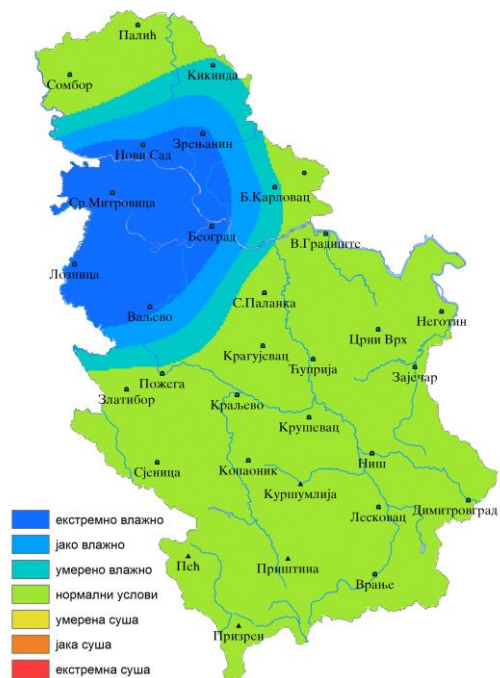 Палић
Кикинда
Сомбор
Зрењанин
Нови Сад
Б.Карловац
Ср.Митровица
Београд
В.Градиште
Лозница
С.Паланка
Ваљево
Неготин
Црни Врх
Крагујевац
Ћуприја
Зајечар
Пожега
Златибор
Краљево
Крушевац
Ниш
Сјеница
Копаоник
Куршумлија
Димитровград
Лесковац
Пећ
Приштина
Врање
Призрен
екстремно влажно
јако влажно
умерено влажно
нормални услови
умерена суша
јака суша
екстремна суша